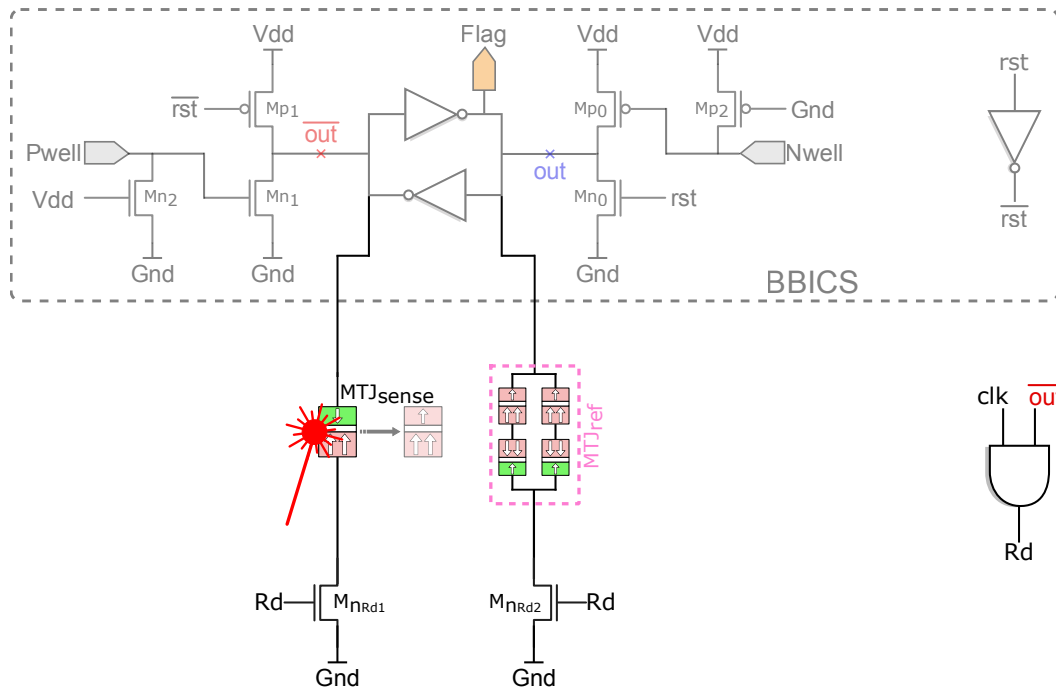 Vdd
Flag
Vdd
Vdd
rst
rst
Mp1
Mp0
Mp2
Gnd
out
Pwell
Nwell
out
Vdd
Mn2
Mn1
Mn0
rst
rst
Gnd
Gnd
Gnd
BBICS
MTJsense
MTJref
clk
out
Rd
Rd
MnRd1
MnRd2
Rd
Gnd
Gnd